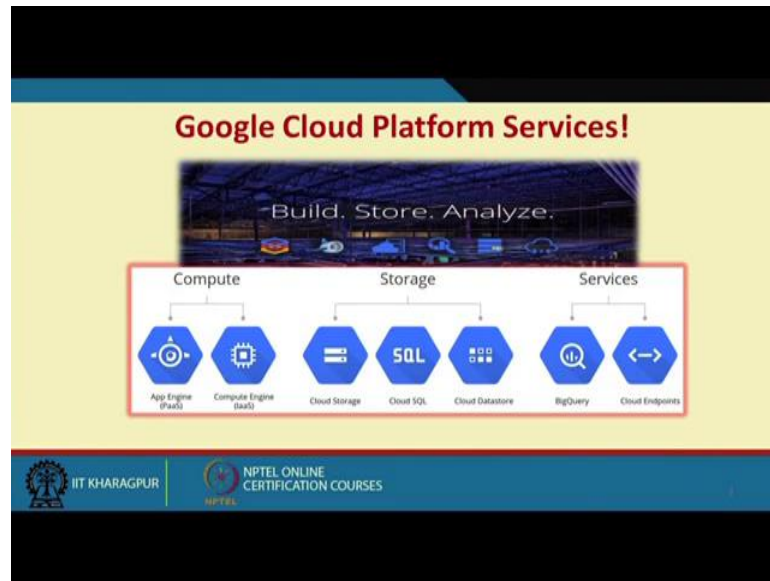 Google Cloud Platform Services!
Build. Store. Analyze.
Compute Storage Services
SQL
App Engine (PaaS) Compute Engine (IaaS) Cloud Storage Cloud SQL Cloud Datastore BigQuery Cloud Endpoints
IIT KHARAGPUR
NPTEL
NPTEL ONLINE
CERTIFICATION COURSES